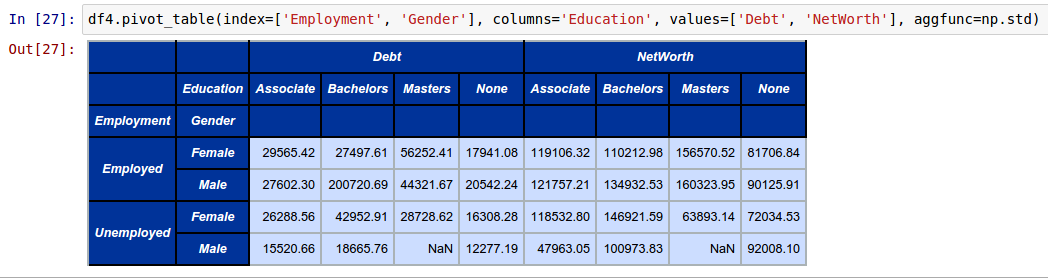 In [27]: df4.pivot_table(index=['Employment', 'Gender'], columns='Education', values=['Debt', 'NetWorth'], aggfunc=np.std)
Out[27]:
Debt NetWorth
Education Associate Bachelors Masters None Associate Bachelors Masters None
Employment Gender
Employed Female 29565.42 27497.61 56252.41 17941.08 119106.32 110212.98 156570.52 81706.84
Male 27602.30 200720.69 44321.67 20542.24 121757.21 134932.53 160323.95 90125.91
Unemployed Female 26288.56 42952.91 28728.62 16308.28 118532.80 146921.59 63893.14 72034.53
Male 15520.66 18665.76 NaN 12277.19 47963.05 100973.83 NaN 92008.10